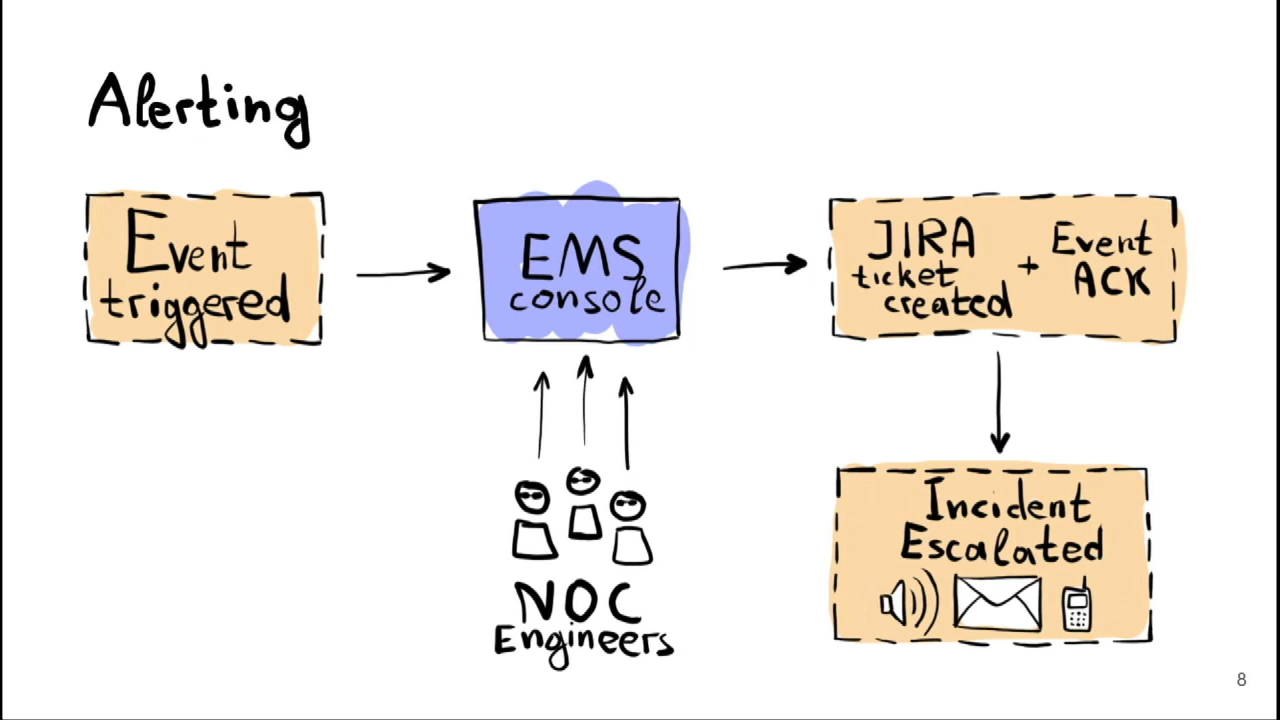 Alerting
Event
triggered
EMS
console
JIRA
ticket
created
+
Event
ACK
NOC
Engineers
Incident
Escalated
8